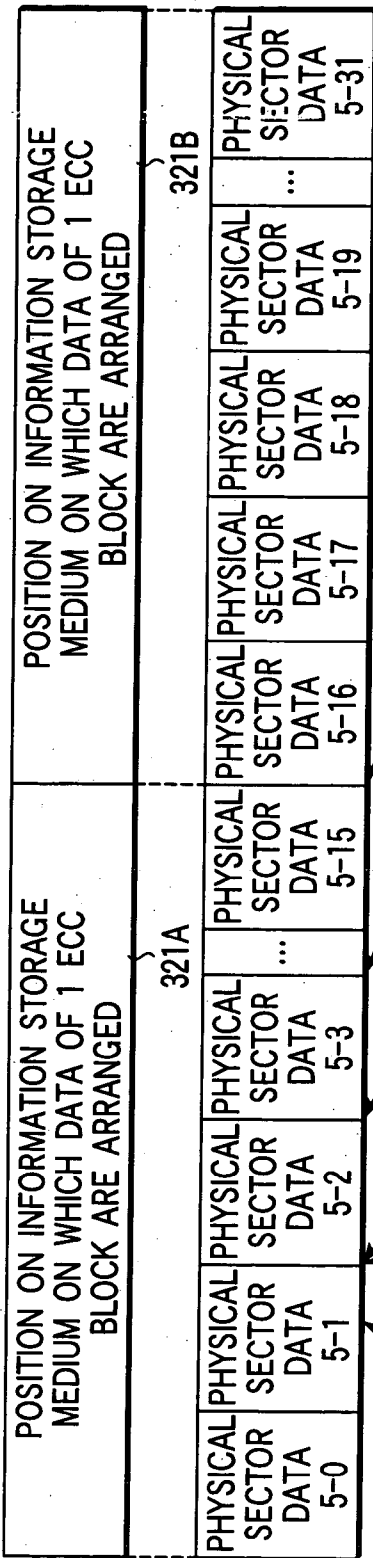 POSITION ON INFORMATION STORAGE
MEDIUM ON WHICH DATA OF 1 ECC
BLOCK ARE ARRANGED
POSITION ON INFORMATION STORAGE
MEDIUM ON WHICH DATA OF 1 ECC
BLOCK ARE ARRANGED
321A
321B
PHYSICAL
SECTOR
DATA
5-0
PHYSICAL
SECTOR
DATA
5-1
PHYSICAL
SECTOR
DATA
5-2
PHYSICAL
SECTOR
DATA
5-3
...
PHYSICAL
SECTOR
DATA
5-15
PHYSICAL
SECTOR
DATA
5-16
PHYSICAL
SECTOR
DATA
5-17
PHYSICAL
SECTOR
DATA
5-18
PHYSICAL
SECTOR
DATA
5-19
...
PHYSICAL
SECTOR
DATA
5-31